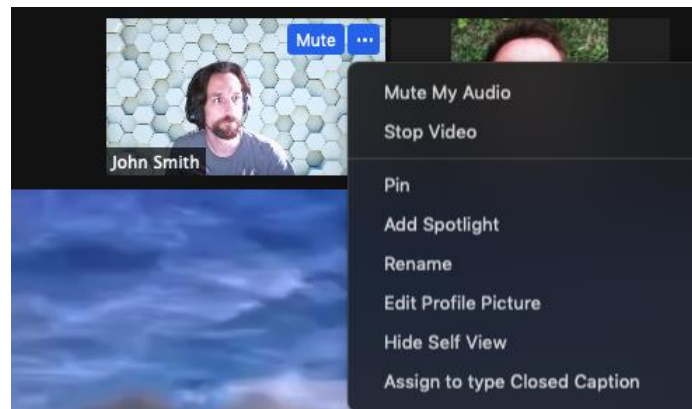 Mute ...
John Smith
Mute My Audio
Stop Video
Pin
Add Spotlight
Rename
Edit Profile Picture
Hide Self View
Assign to type Closed Caption